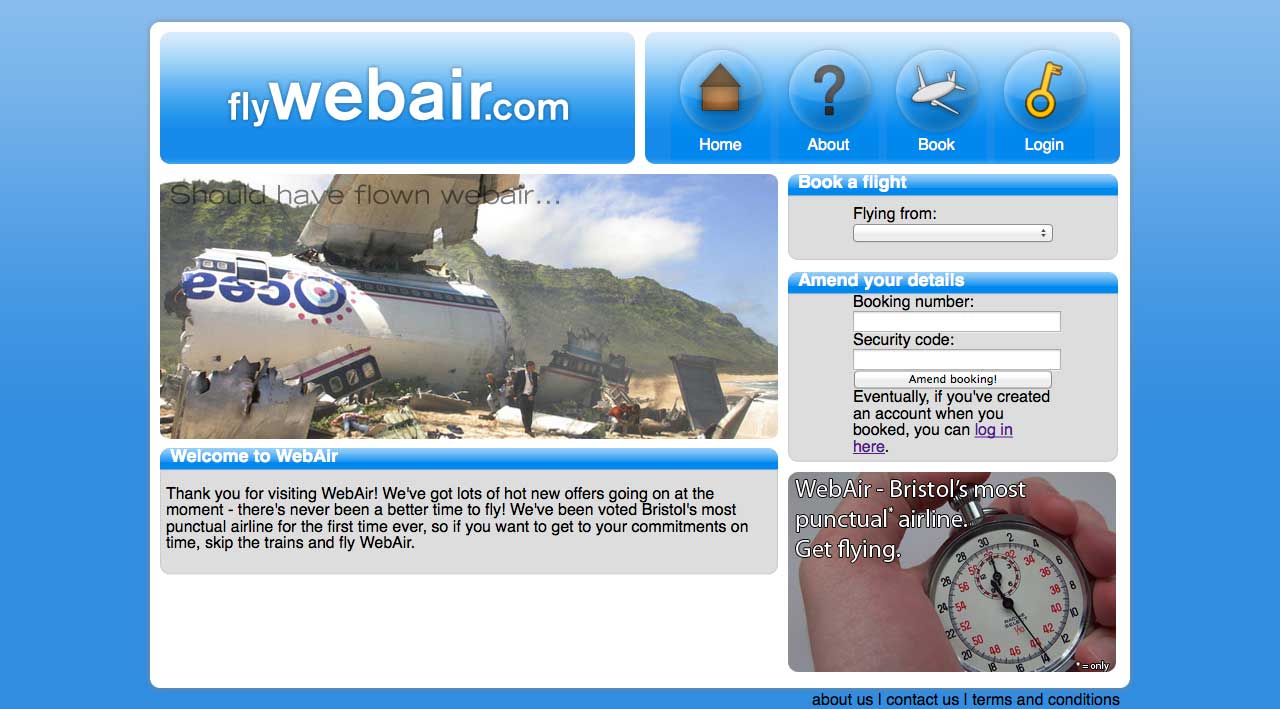 flywebair.com
Home
About
Book
Login
Should have flown webair...
Welcome to WebAir
Thank you for visiting WebAir! We've got lots of hot new offers going on at the
moment - there's never been a better time to fly! We've been voted Bristol's most
punctual airline for the first time ever, so if you want to get to your commitments on
time, skip the trains and fly WebAir.
Book a flight
Flying from:
Amend your details
Booking number:
Security code:
Amend booking!
Eventually, if you've created
an account when you
booked, you can log in
here.
WebAir - Bristol's most
punctual* airline.
Get flying.
* = only
about us | contact us | terms and conditions